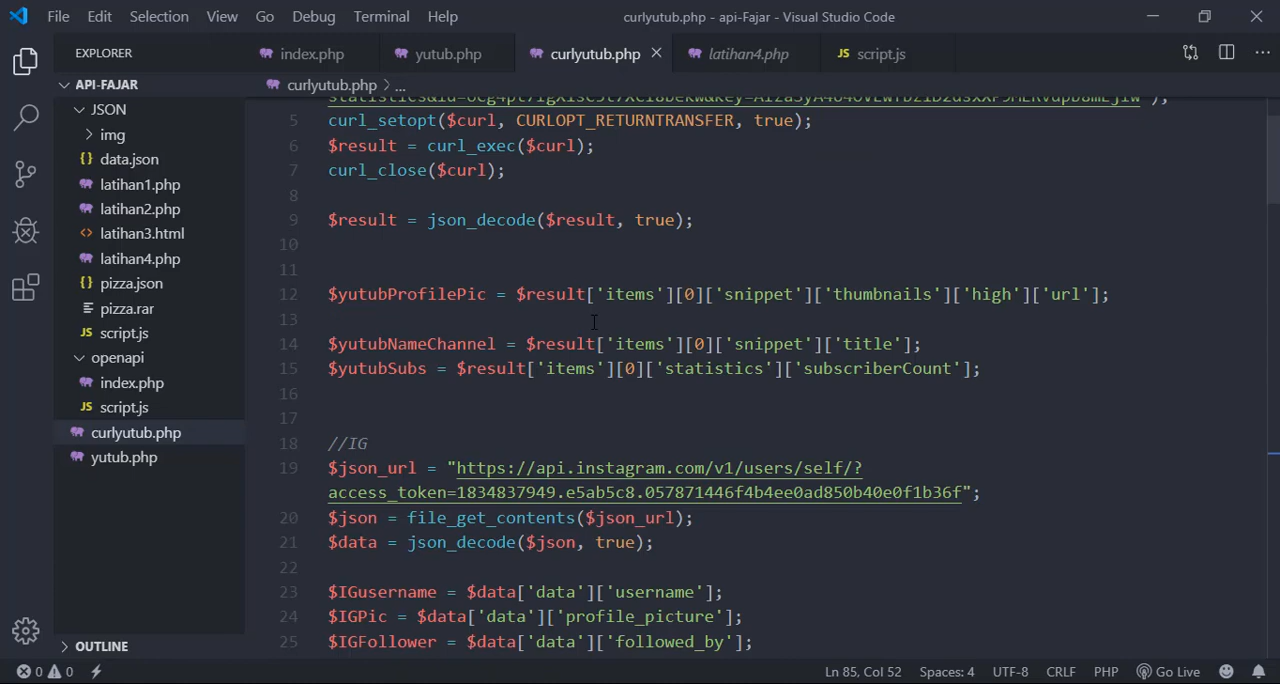 File Edit Selection View Go Debug Terminal Help curlyutub.php - api-Fajar - Visual Studio Code
EXPLORER
index.php yutub.php curlyutub.php latihan4.php JS script.js
API-FAJAR
curlyutub.php > ...
JSON
img
{} data.json
latihan1.php
latihan2.php
<> latihan3.html
latihan4.php
{} pizza.json
pizza.rar
JS script.js
openapi
index.php
JS script.js
curlyutub.php
yutub.php
OUTLINE
5 curl_setopt($curl, CURLOPT_RETURNTRANSFER, true);
6 $result = curl_exec($curl);
7 curl_close($curl);
8
9 $result = json_decode($result, true);
10
11
12 $yutubProfilePic = $result['items'][0]['snippet']['thumbnails']['high']['url'];
13
14 $yutubNameChannel = $result['items'][0]['snippet']['title'];
15 $yutubSubs = $result['items'][0]['statistics']['subscriberCount'];
16
17
18 //IG
19 $json_url = "https://api.instagram.com/v1/users/self/?
access_token=1834837949.e5ab5c8.057871446f4b4ee0ad850b40e0f1b36f";
20 $json = file_get_contents($json_url);
21 $data = json_decode($json, true);
22
23 $IGusername = $data['data']['username'];
24 $IGPic = $data['data']['profile_picture'];
25 $IGFollower = $data['data']['followed_by'];
0 0 Ln 85, Col 52 Spaces: 4 UTF-8 CRLF PHP Go Live